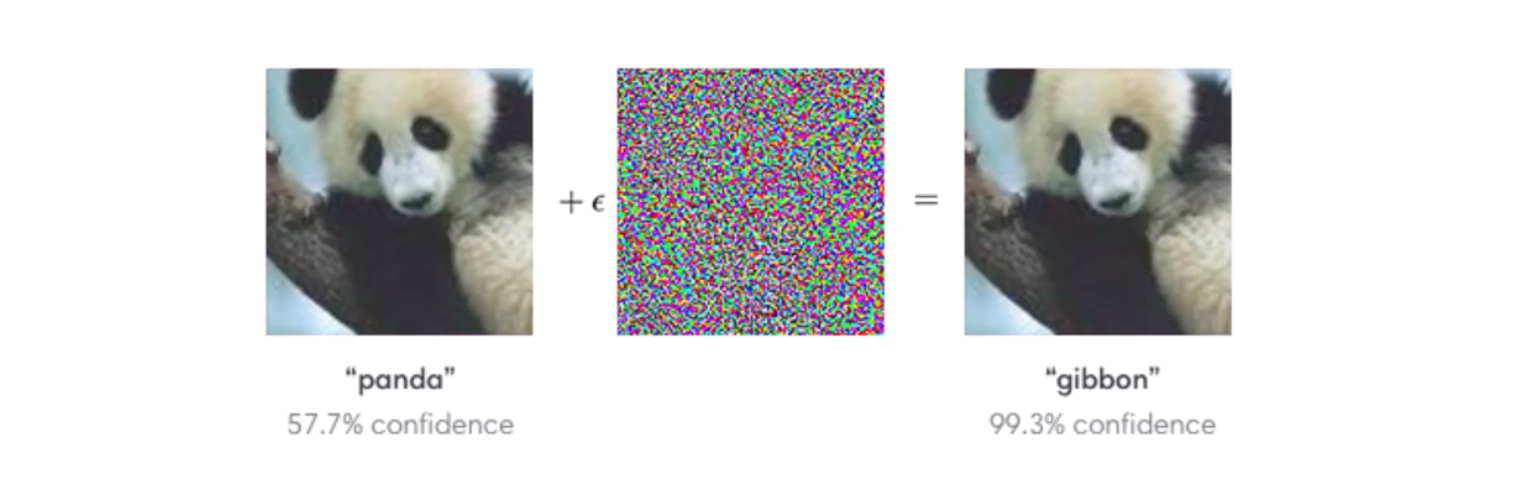 + ϵ
=
“panda”
57.7% confidence
“gibbon”
99.3% confidence